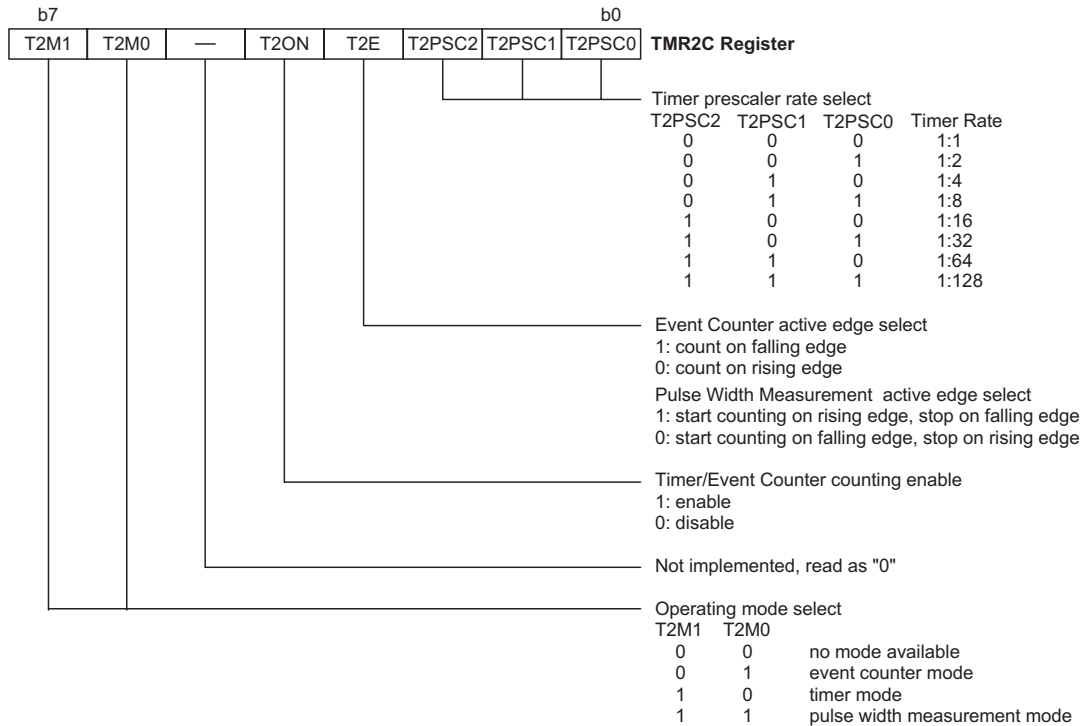 b7 b0
T2M1 T2M0 — T2ON T2E T2PSC2 T2PSC1 T2PSC0 TMR2C Register
Timer prescaler rate select
T2PSC2 T2PSC1 T2PSC0 Timer Rate
0 0 0 1:1
0 0 1 1:2
0 1 0 1:4
0 1 1 1:8
1 0 0 1:16
1 0 1 1:32
1 1 0 1:64
1 1 1 1:128
Event Counter active edge select
1: count on falling edge
0: count on rising edge
Pulse Width Measurement active edge select
1: start counting on rising edge, stop on falling edge
0: start counting on falling edge, stop on rising edge
Timer/Event Counter counting enable
1: enable
0: disable
Not implemented, read as "0"
Operating mode select
T2M1 T2M0
0 0 no mode available
0 1 event counter mode
1 0 timer mode
1 1 pulse width measurement mode